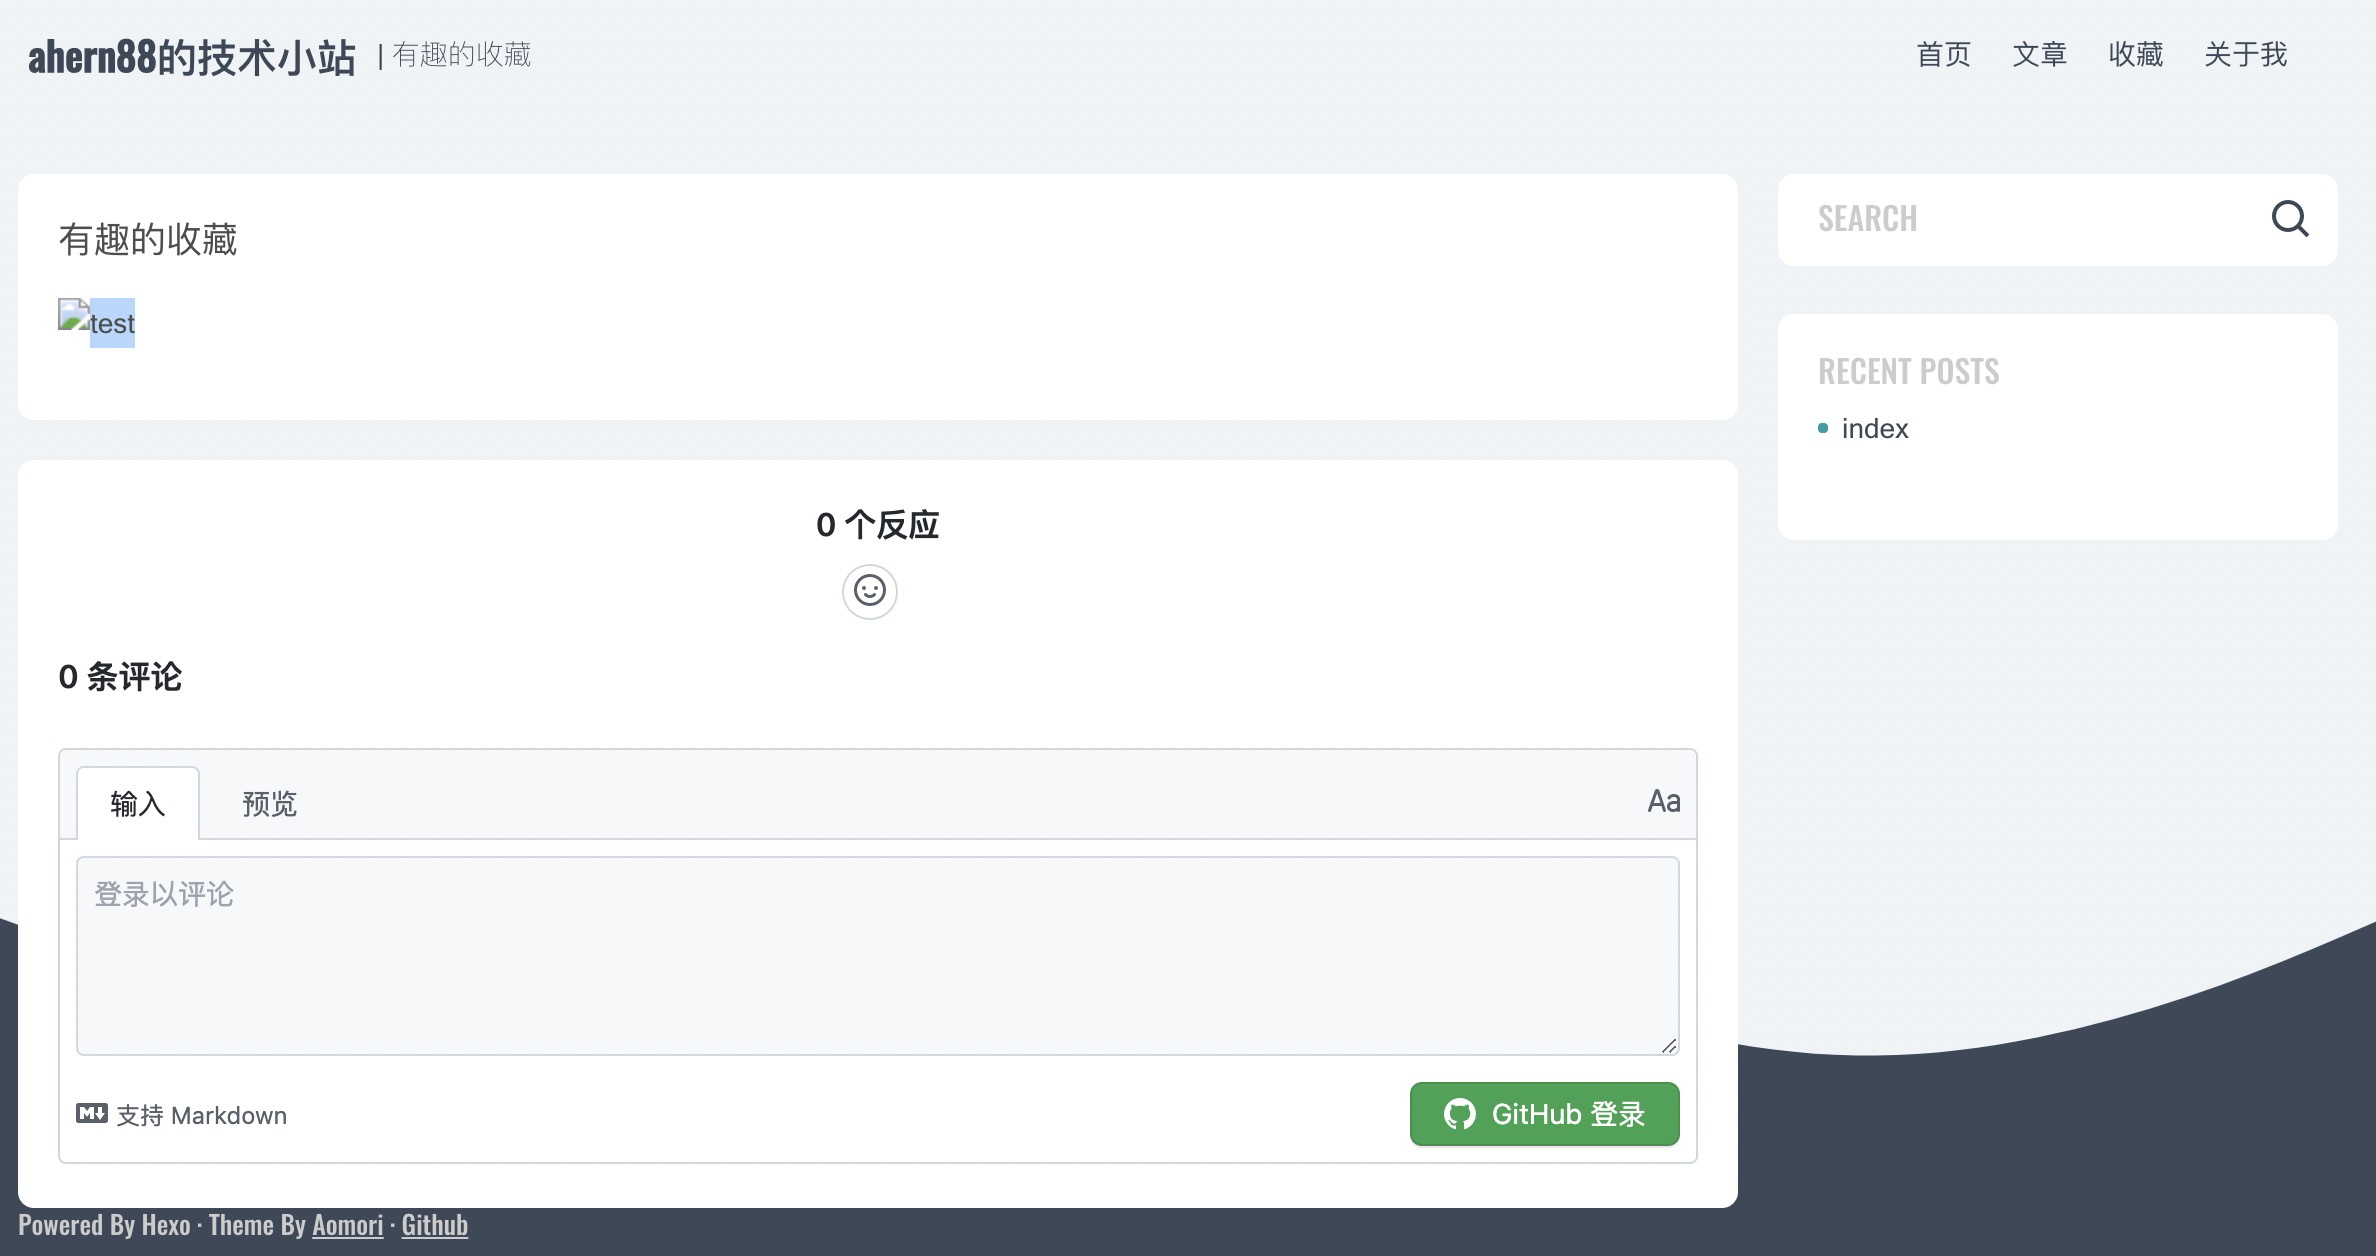 ahern88的技术小站 | 有趣的收藏
首页 文章 收藏 关于我
有趣的收藏
test
SEARCH
RECENT POSTS
index
0 个反应
0 条评论
输入 预览 Aa
登录以评论
M 支持 Markdown
GitHub 登录
Powered By Hexo · Theme By Aomori · Github